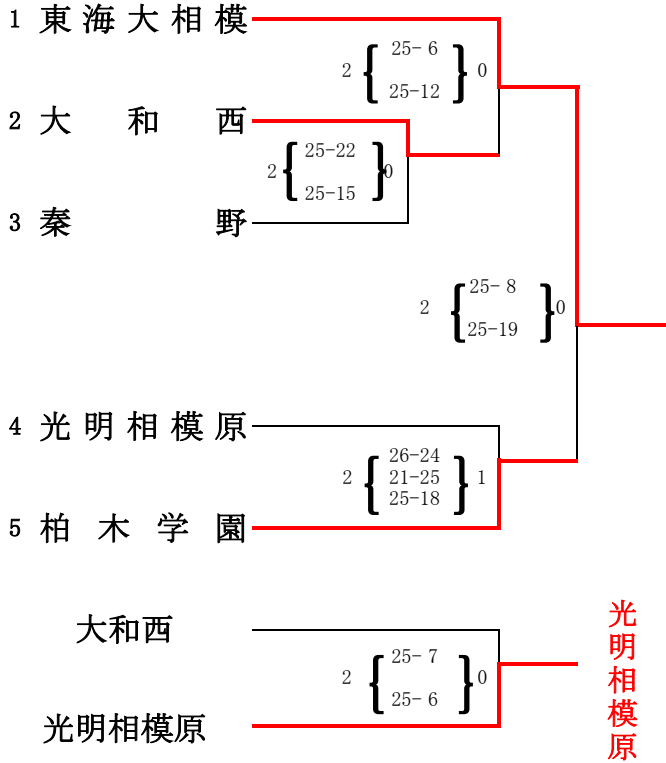 1 東海大相模
25- 6
2 { } 0
25-12
2 大和西
25-22
2 { } 0
25-15
3 秦野
25- 8
2 { } 0
25-19
4 光明相模原
26-24
2 { 21-25 } 1
25-18
5 柏木学園
大和西
25- 7
2 { } 0
25- 6
光明相模原
光明相模原